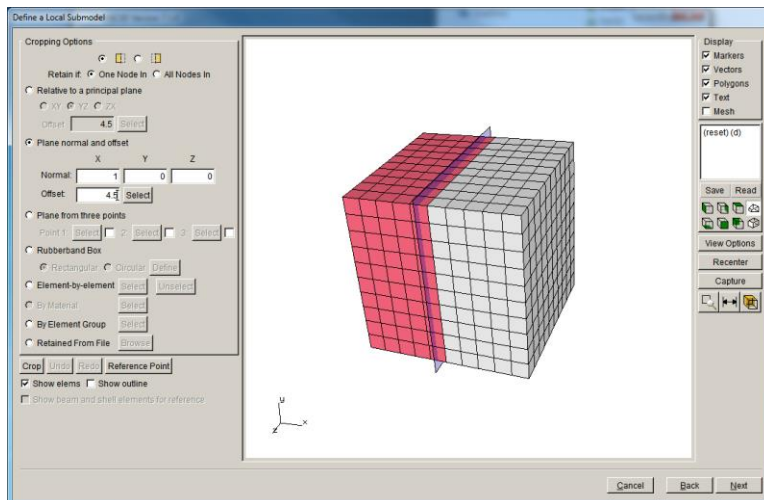 Define a Local Submodel
Cropping Options
Retain if: One Node In All Nodes In
Relative to a principal plane
XY YZ ZX
Offset: 4.5 Select
Plane normal and offset
X Y Z
Normal: 1 0 0
Offset: 4.5 Select
Plane from three points
Point 1: Select 2: Select 3: Select
Rubberband Box
Rectangular Circular Define
Element-by-element Select Unselect
By Material Select
By Element Group Select
Retained From File Browse
Crop Undo Redo Reference Point
Show elems Show outline
Show beam and shell elements for reference
y
z x
Display
Markers
Vectors
Polygons
Text
Mesh
(reset) (d)
Save Read
View Options
Recenter
Capture
Cancel Back Next